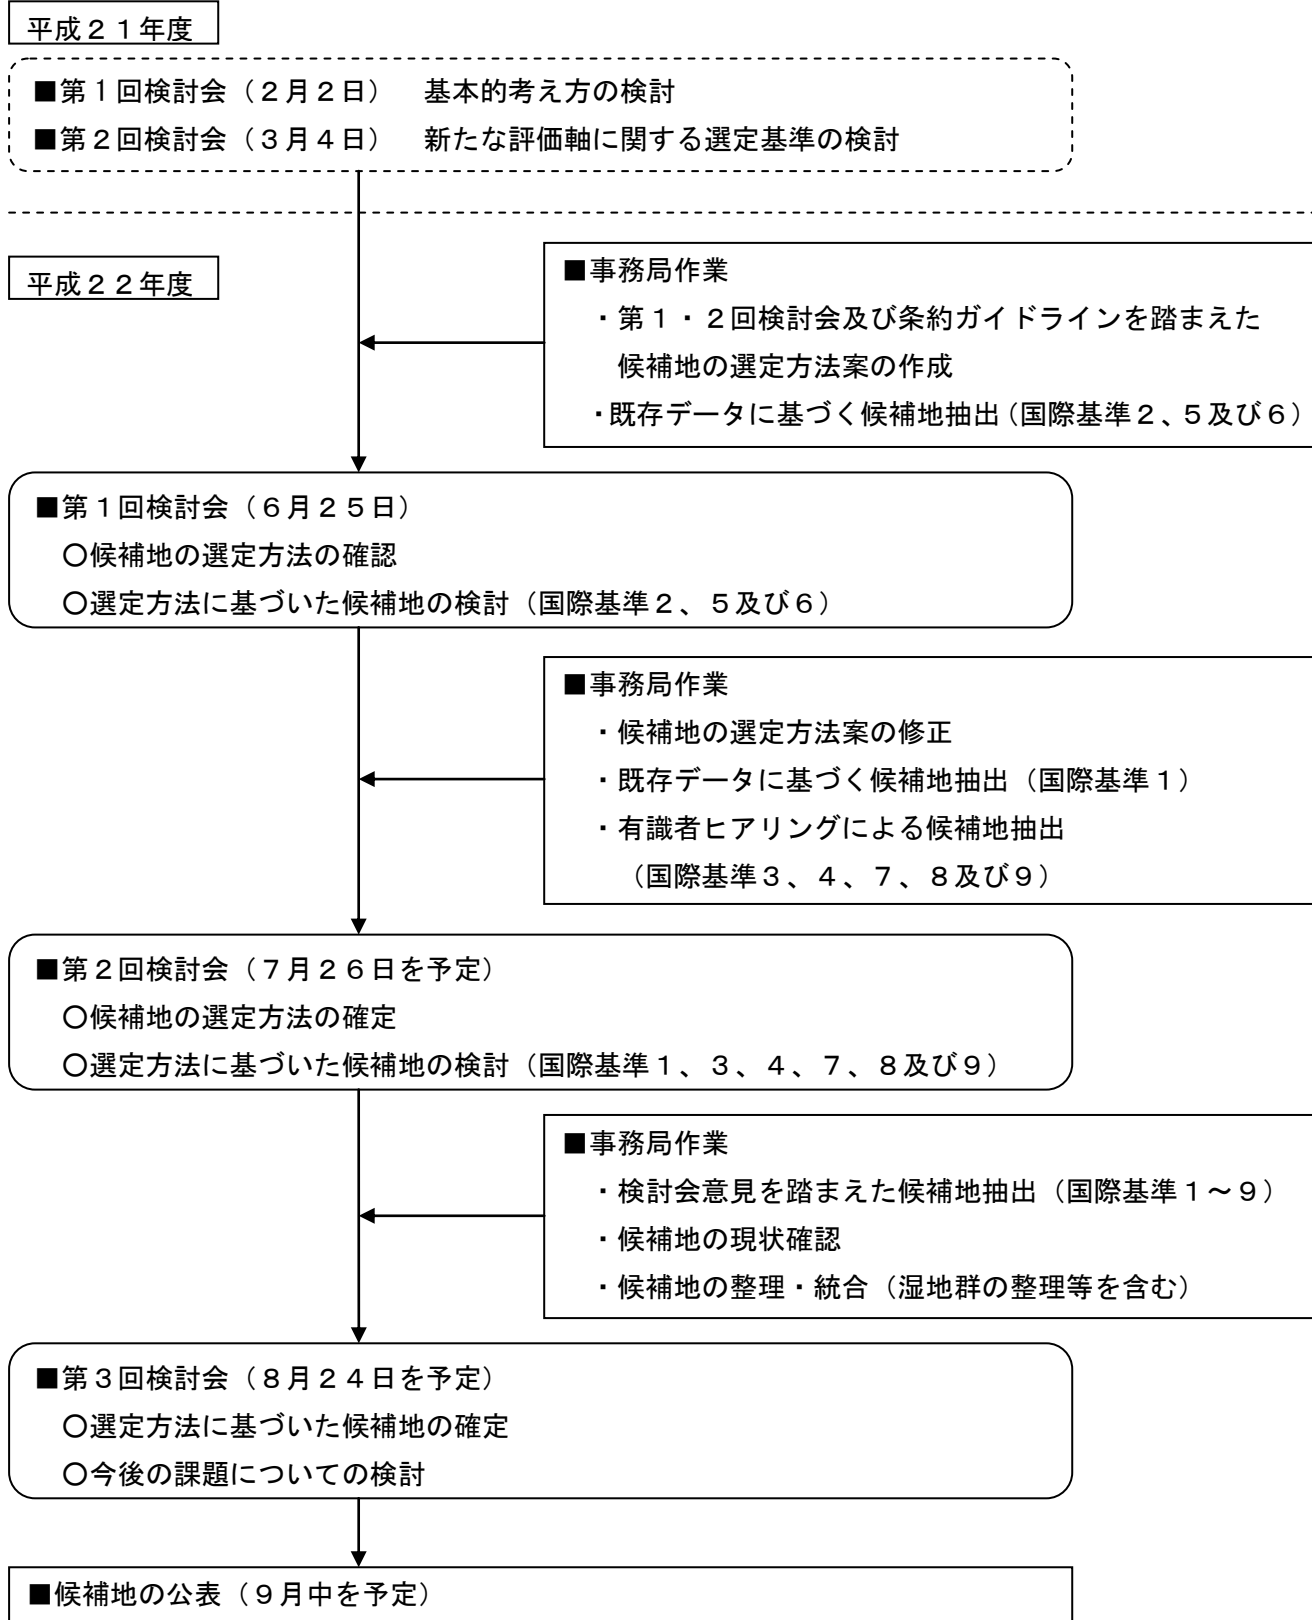 平成２１年度
■第１回検討会（２月２日）　基本的考え方の検討
■第２回検討会（３月４日）　新たな評価軸に関する選定基準の検討
平成２２年度
■事務局作業
・第１・２回検討会及び条約ガイドラインを踏まえた
候補地の選定方法案の作成
・既存データに基づく候補地抽出（国際基準２、５及び６）
■第１回検討会（６月２５日）
○候補地の選定方法の確認
○選定方法に基づいた候補地の検討（国際基準２、５及び６）
■事務局作業
・候補地の選定方法案の修正
・既存データに基づく候補地抽出（国際基準１）
・有識者ヒアリングによる候補地抽出
（国際基準３、４、７、８及び９）
■第２回検討会（７月２６日を予定）
○候補地の選定方法の確定
○選定方法に基づいた候補地の検討（国際基準１、３、４、７、８及び９）
■事務局作業
・検討会意見を踏まえた候補地抽出（国際基準１～９）
・候補地の現状確認
・候補地の整理・統合（湿地群の整理等を含む）
■第３回検討会（８月２４日を予定）
○選定方法に基づいた候補地の確定
○今後の課題についての検討
■候補地の公表（９月中を予定）